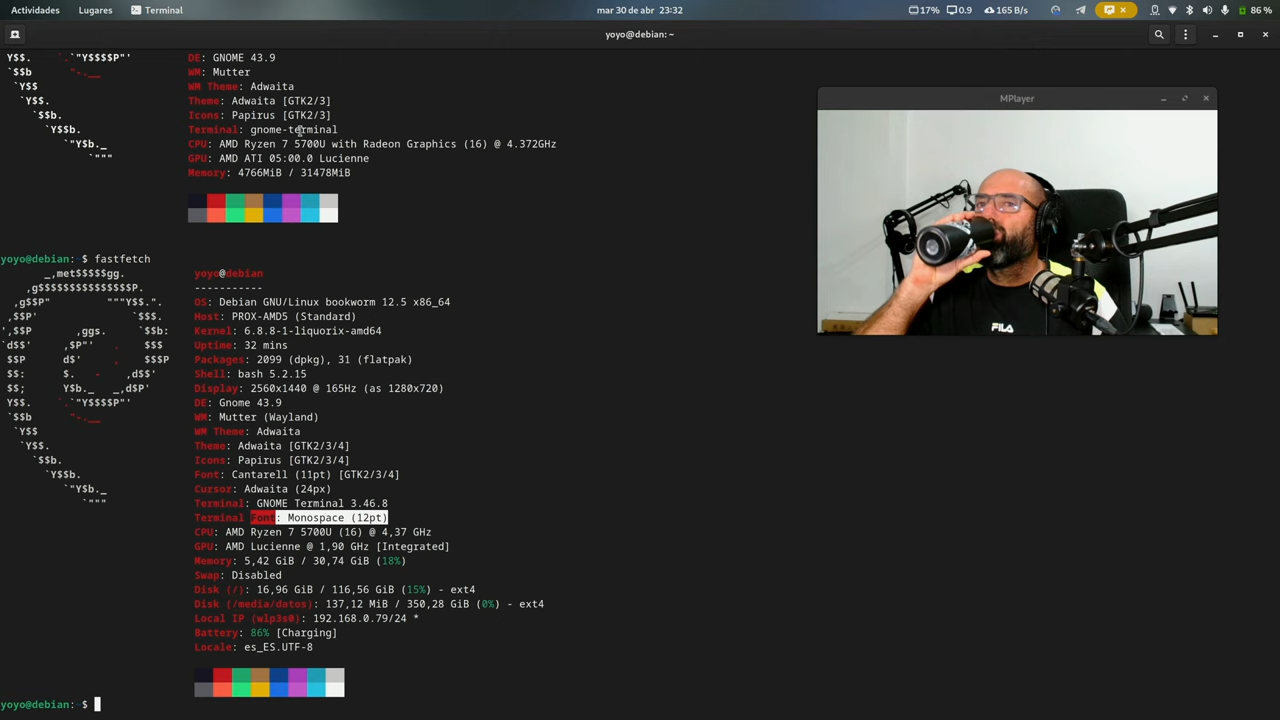 Actividades Lugares Terminal mar 30 de abr 23:32 17% 0.9 165 B/s 86 %
yoyo@debian: ~
Y$$.     `.`"Y$$$$P"' DE: GNOME 43.9
`$$b      "-.__ WM: Mutter
`Y$$ WM Theme: Adwaita
`Y$$. Theme: Adwaita [GTK2/3]
`$$b. Icons: Papirus [GTK2/3]
`Y$$b. Terminal: gnome-terminal
`"Y$b._ CPU: AMD Ryzen 7 5700U with Radeon Graphics (16) @ 4.372GHz
`""" GPU: AMD ATI 05:00.0 Lucienne
Memory: 4766MiB / 31478MiB
MPlayer
FILA
yoyo@debian:~$ fastfetch
_,met$$$$$gg. yoyo@debian
,g$$$$$$$$$$$$$$$P. -----------
,g$$P"        """Y$$.". OS: Debian GNU/Linux bookworm 12.5 x86_64
,$$P'              `$$$. Host: PROX-AMD5 (Standard)
',$$P       ,ggs.     `$$b: Kernel: 6.8.8-1-liquorix-amd64
`d$$'     ,$P"'   .    $$$ Uptime: 32 mins
$$P      d$'     ,    $$$P Packages: 2099 (dpkg), 31 (flatpak)
$$:      $.   -    ,d$$' Shell: bash 5.2.15
$$;      Y$b._   _,d$P' Display: 2560x1440 @ 165Hz (as 1280x720)
Y$$.    `.`"Y$$$$P"' DE: Gnome 43.9
`$$b      "-.__ WM: Mutter (Wayland)
`Y$$ WM Theme: Adwaita
`Y$$. Theme: Adwaita [GTK2/3/4]
`$$b. Icons: Papirus [GTK2/3/4]
`Y$$b. Font: Cantarell (11pt) [GTK2/3/4]
`"Y$b._ Cursor: Adwaita (24px)
`""" Terminal: GNOME Terminal 3.46.8
Terminal Font: Monospace (12pt)
CPU: AMD Ryzen 7 5700U (16) @ 4,37 GHz
GPU: AMD Lucienne @ 1,90 GHz [Integrated]
Memory: 5,42 GiB / 30,74 GiB (18%)
Swap: Disabled
Disk (/): 16,96 GiB / 116,56 GiB (15%) - ext4
Disk (/media/datos): 137,12 MiB / 350,28 GiB (0%) - ext4
Local IP (wlp3s0): 192.168.0.79/24 *
Battery: 86% [Charging]
Locale: es_ES.UTF-8
yoyo@debian:~$